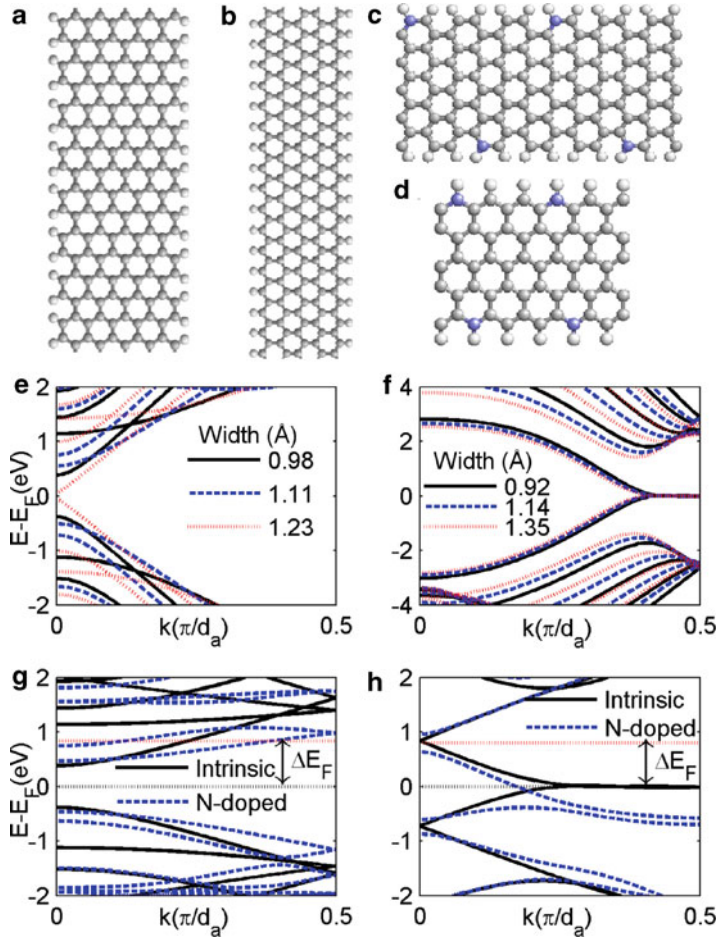 a
b
c
d
e
2
1
0
-1
-2
E-E_F(eV)
Width (Å)
0.98
1.11
1.23
0
k(π/d_a)
0.5
f
4
2
0
-2
-4
Width (Å)
0.92
1.14
1.35
0
k(π/d_a)
0.5
g
2
1
0
-1
-2
E-E_F(eV)
Intrinsic
N-doped
ΔE_F
0
k(π/d_a)
0.5
h
2
1
0
-1
-2
Intrinsic
N-doped
ΔE_F
0
k(π/d_a)
0.5